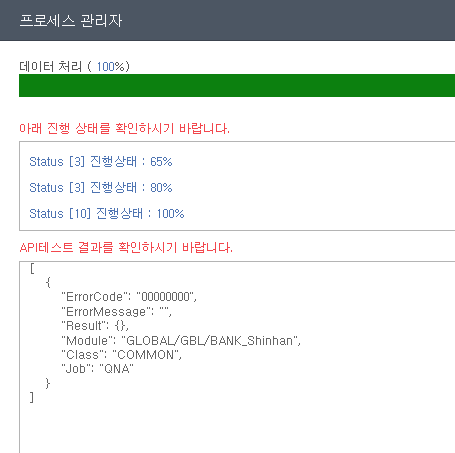 프로세스 관리자
데이터 처리 ( 100%)
아래 진행 상태를 확인하시기 바랍니다.
Status [3] 진행상태 : 65%
Status [3] 진행상태 : 80%
Status [10] 진행상태 : 100%
API테스트 결과를 확인하시기 바랍니다.
[
{
"ErrorCode": "00000000",
"ErrorMessage": "",
"Result": {},
"Module": "GLOBAL/GBL/BANK_Shinhan",
"Class": "COMMON",
"Job": "QNA"
}
]